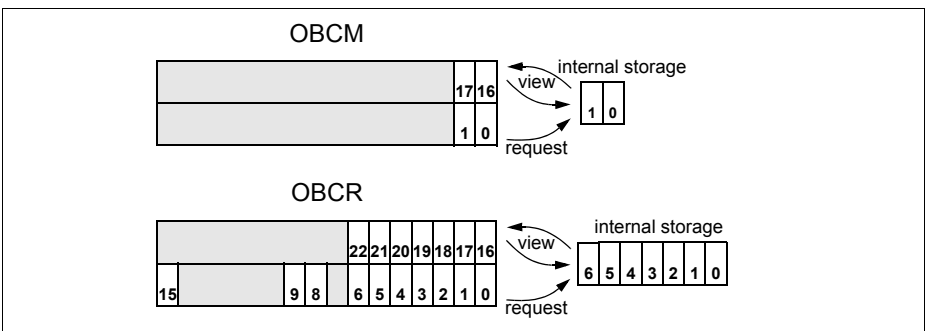 OBCM
internal storage
view
17 16
1 0
1 0
request
OBCR
internal storage
view
22 21 20 19 18 17 16
6 5 4 3 2 1 0
15 9 8 6 5 4 3 2 1 0
request